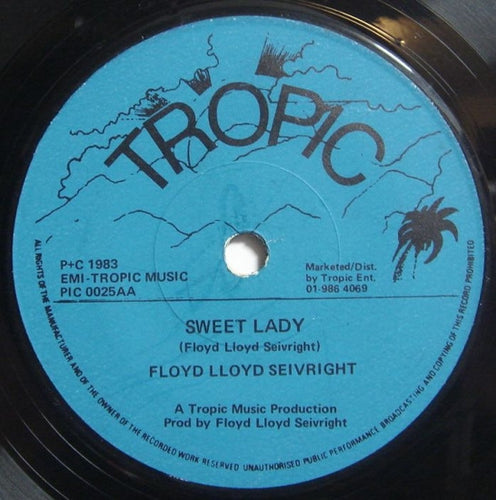 TROPIC
P+C 1983
EMI-TROPIC MUSIC
PIC 0025AA
Marketed/Dist.
by Tropic Ent.
01-986 4069
SWEET LADY
(Floyd Lloyd Seivright)
FLOYD LLOYD SEIVRIGHT
A Tropic Music Production
Prod by Floyd Lloyd Seivright
ALL RIGHTS OF THE MANUFACTURER AND OF THE OWNER OF THE RECORDED WORK RESERVED UNAUTHORISED PUBLIC PERFORMANCE BROADCASTING AND COPYING OF THIS RECORD PROHIBITED